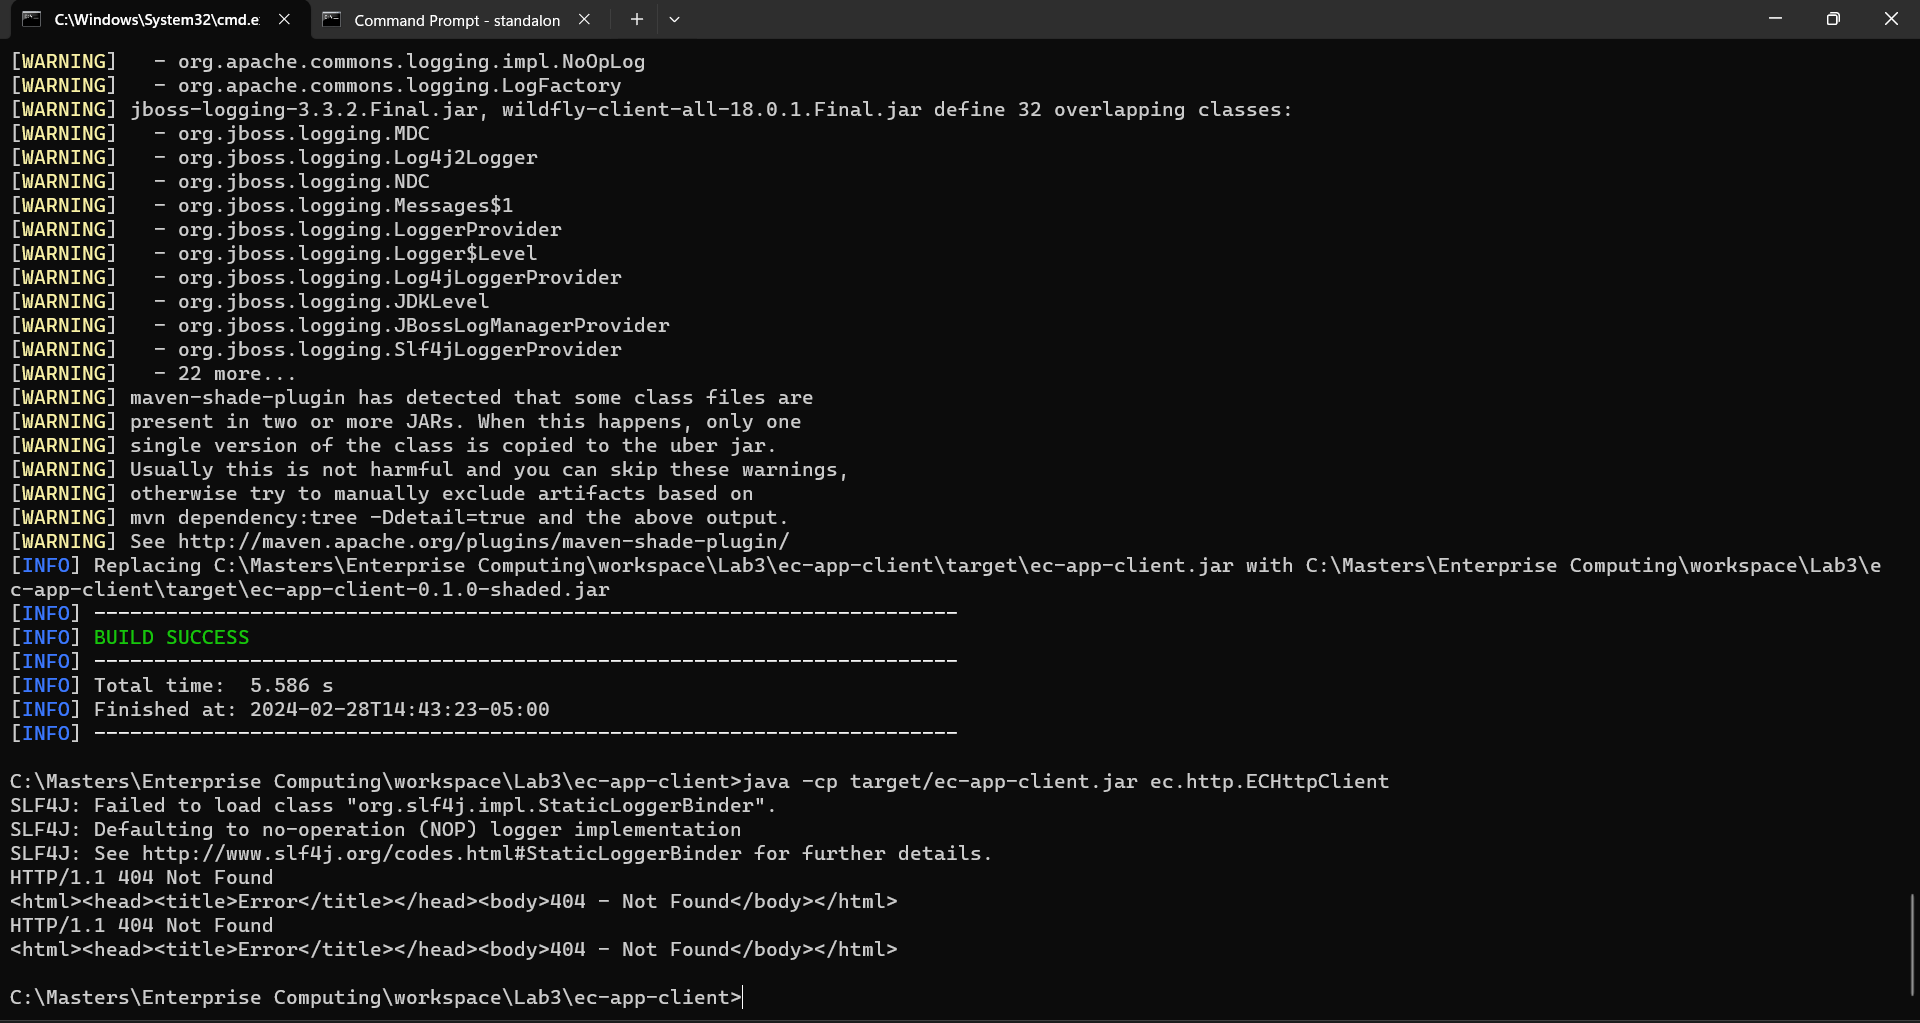 C:\Windows\System32\cmd.e
Command Prompt - standalon
[WARNING]   - org.apache.commons.logging.impl.NoOpLog
[WARNING]   - org.apache.commons.logging.LogFactory
[WARNING] jboss-logging-3.3.2.Final.jar, wildfly-client-all-18.0.1.Final.jar define 32 overlapping classes:
[WARNING]   - org.jboss.logging.MDC
[WARNING]   - org.jboss.logging.Log4j2Logger
[WARNING]   - org.jboss.logging.NDC
[WARNING]   - org.jboss.logging.Messages$1
[WARNING]   - org.jboss.logging.LoggerProvider
[WARNING]   - org.jboss.logging.Logger$Level
[WARNING]   - org.jboss.logging.Log4jLoggerProvider
[WARNING]   - org.jboss.logging.JDKLevel
[WARNING]   - org.jboss.logging.JBossLogManagerProvider
[WARNING]   - org.jboss.logging.Slf4jLoggerProvider
[WARNING]   - 22 more...
[WARNING] maven-shade-plugin has detected that some class files are
[WARNING] present in two or more JARs. When this happens, only one
[WARNING] single version of the class is copied to the uber jar.
[WARNING] Usually this is not harmful and you can skip these warnings,
[WARNING] otherwise try to manually exclude artifacts based on
[WARNING] mvn dependency:tree -Ddetail=true and the above output.
[WARNING] See http://maven.apache.org/plugins/maven-shade-plugin/
[INFO] Replacing C:\Masters\Enterprise Computing\workspace\Lab3\ec-app-client\target\ec-app-client.jar with C:\Masters\Enterprise Computing\workspace\Lab3\e
c-app-client\target\ec-app-client-0.1.0-shaded.jar
[INFO] ------------------------------------------------------------------------
[INFO] BUILD SUCCESS
[INFO] ------------------------------------------------------------------------
[INFO] Total time:  5.586 s
[INFO] Finished at: 2024-02-28T14:43:23-05:00
[INFO] ------------------------------------------------------------------------
C:\Masters\Enterprise Computing\workspace\Lab3\ec-app-client>java -cp target/ec-app-client.jar ec.http.ECHttpClient
SLF4J: Failed to load class "org.slf4j.impl.StaticLoggerBinder".
SLF4J: Defaulting to no-operation (NOP) logger implementation
SLF4J: See http://www.slf4j.org/codes.html#StaticLoggerBinder for further details.
HTTP/1.1 404 Not Found
<html><head><title>Error</title></head><body>404 - Not Found</body></html>
HTTP/1.1 404 Not Found
<html><head><title>Error</title></head><body>404 - Not Found</body></html>
C:\Masters\Enterprise Computing\workspace\Lab3\ec-app-client>